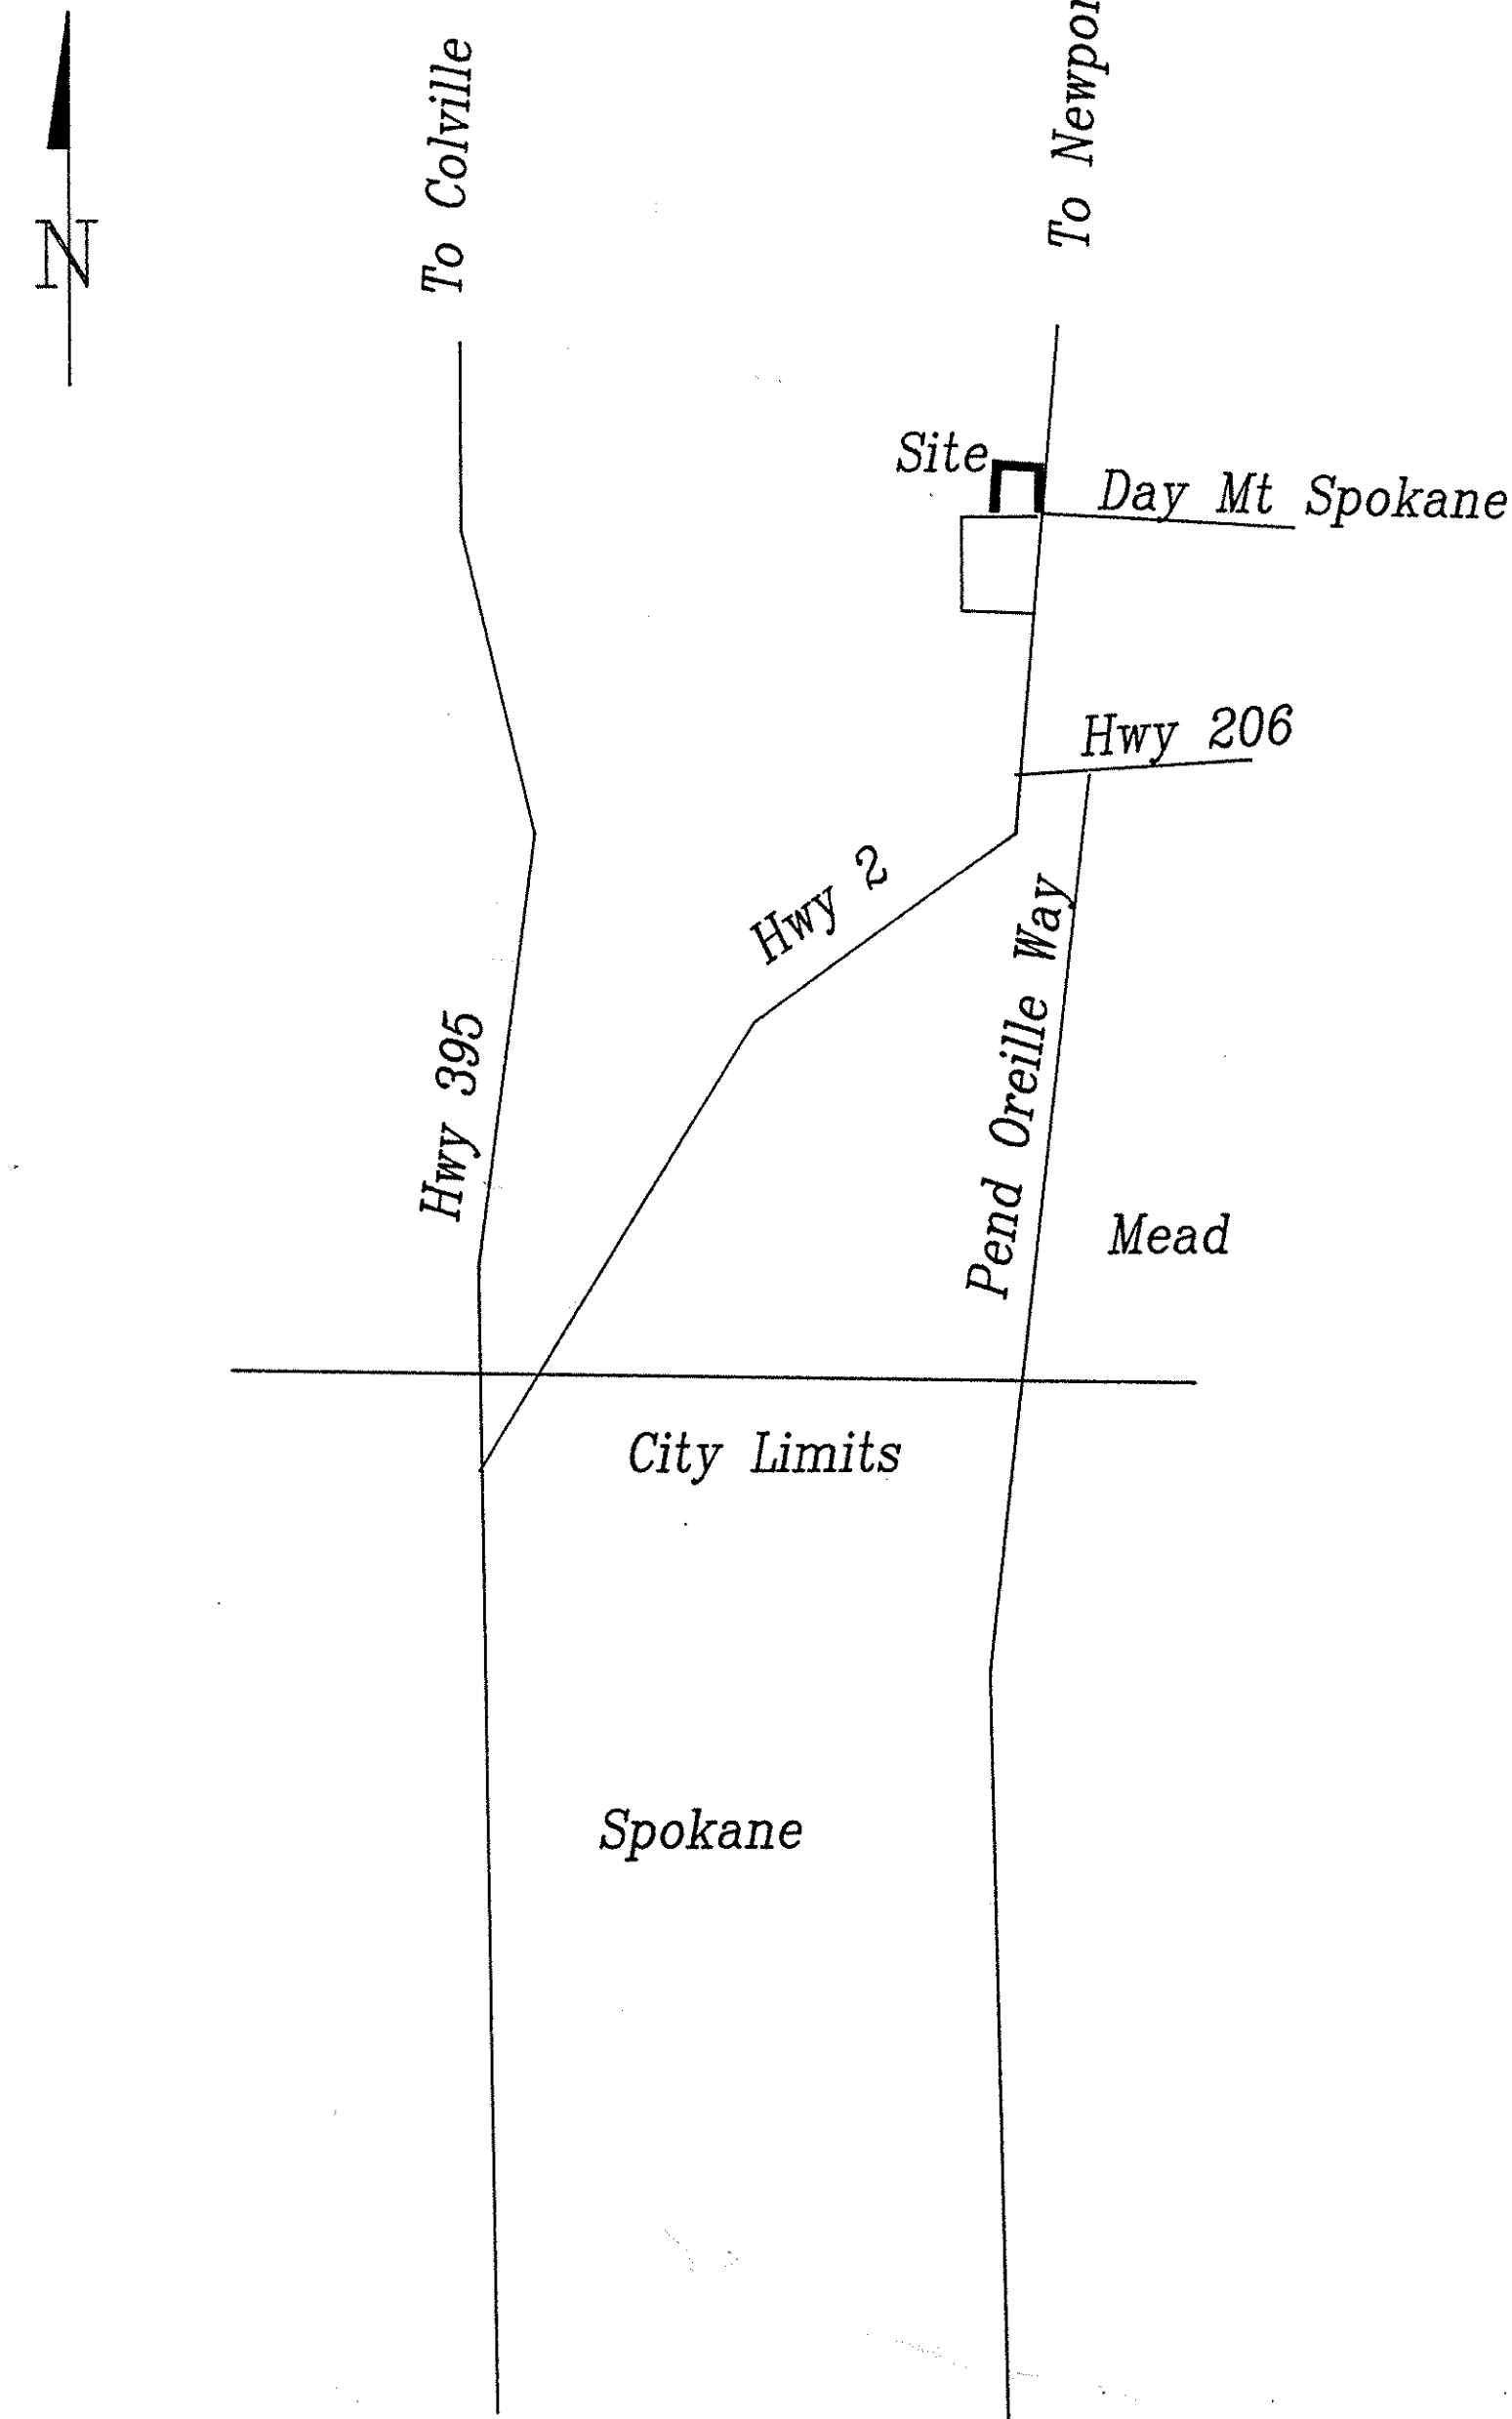 N
To Colville
To
Site
Day Mt Spokane
Hwy 206
Hwy 2
Pend Oreille Way
Hwy 395
Mead
City Limits
Spokane